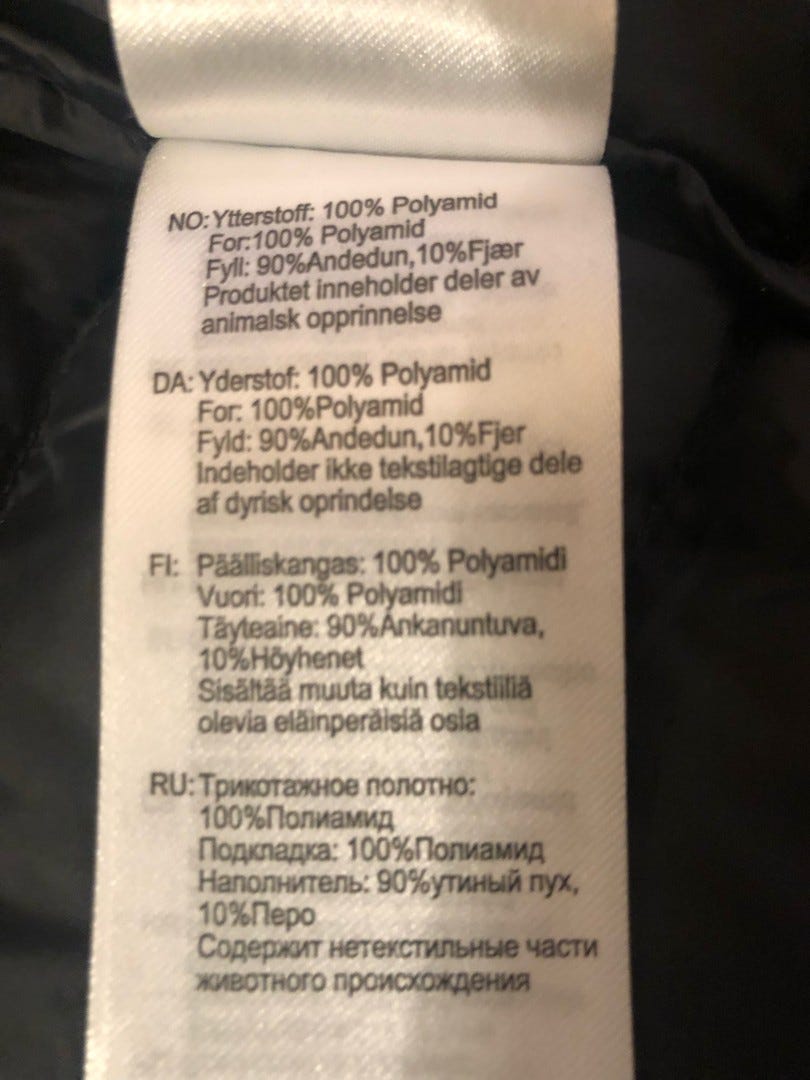 NO: Ytterstoff: 100% Polyamid
For:100% Polyamid
Fyll: 90%Andedun,10%Fjær
Produktet inneholder deler av
animalsk opprinnelse
DA: Yderstof: 100% Polyamid
For: 100%Polyamid
Fyld: 90%Andedun,10%Fjer
Indeholder ikke tekstilagtige dele
af dyrisk oprindelse
FI: Päälliskangas: 100% Polyamidi
Vuori: 100% Polyamidi
Täyteaine: 90%Ankanuntuva,
10%Höyhenet
Sisältää muuta kuin tekstiiliä
olevia eläinperäisiä osia
RU: Трикотажное полотно:
100%Полиамид
Подкладка: 100%Полиамид
Наполнитель: 90%утиный пух,
10%Перо
Содержит нетекстильные части
животного происхождения